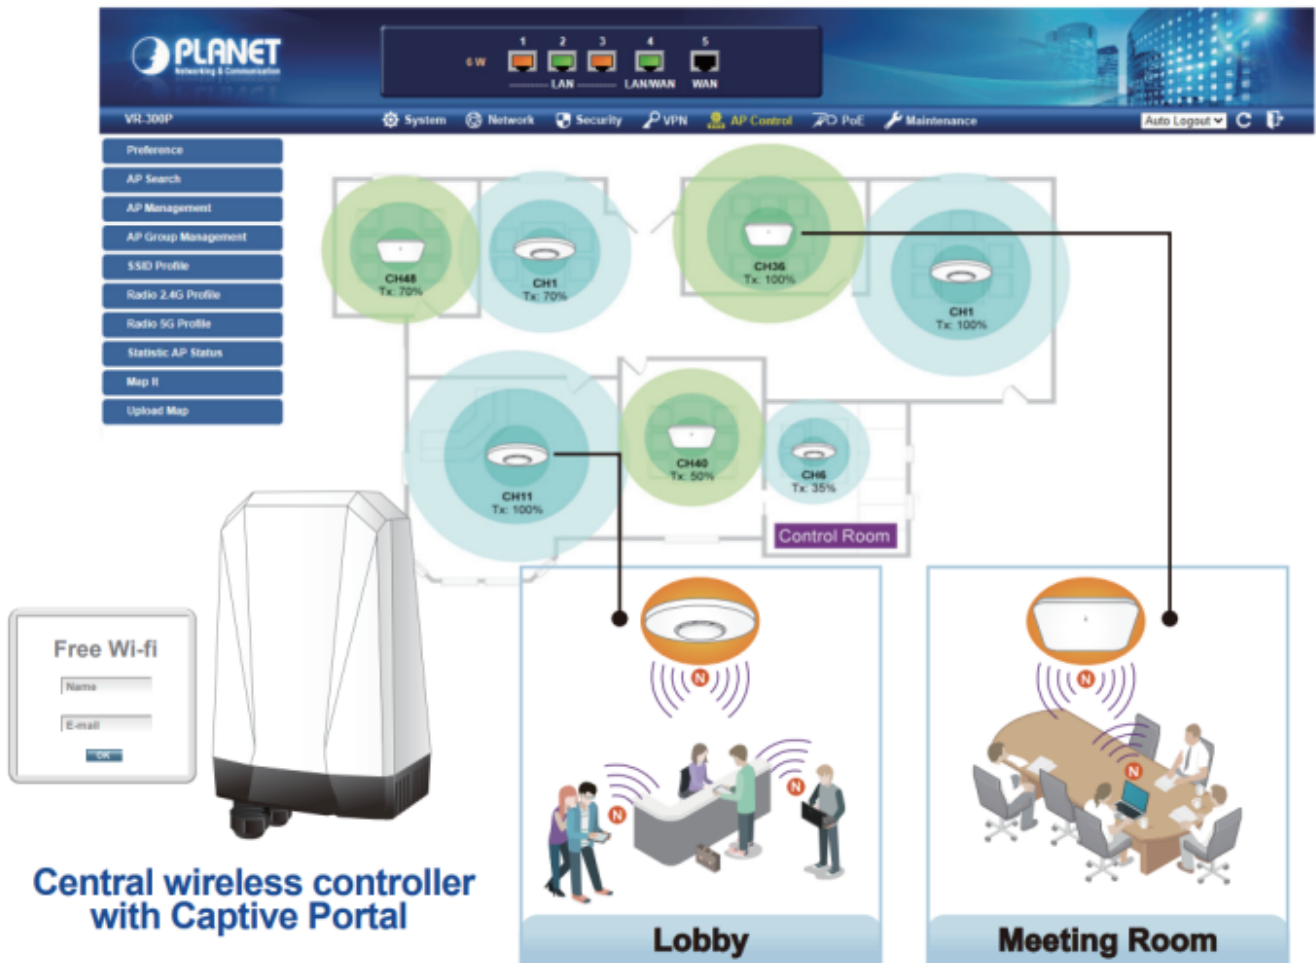 PLANET
Networking & Communication
1 2 3 4 5
6 W
LAN LAN/WAN WAN
VR-300P
System Network Security VPN AP Control PoE Maintenance Auto Logout
Preference
AP Search
AP Management
AP Group Management
SSID Profile
Radio 2.4G Profile
Radio 5G Profile
Statistic AP Status
Map It
Upload Map
CH48
Tx: 70%
CH1
Tx: 70%
CH36
Tx: 100%
CH1
Tx: 100%
CH11
Tx: 100%
CH40
Tx: 50%
CH6
Tx: 35%
Control Room
Free Wi-fi
Name
E-mail
OK
N
N
N
N
N
Central wireless controller
with Captive Portal
Lobby
Meeting Room